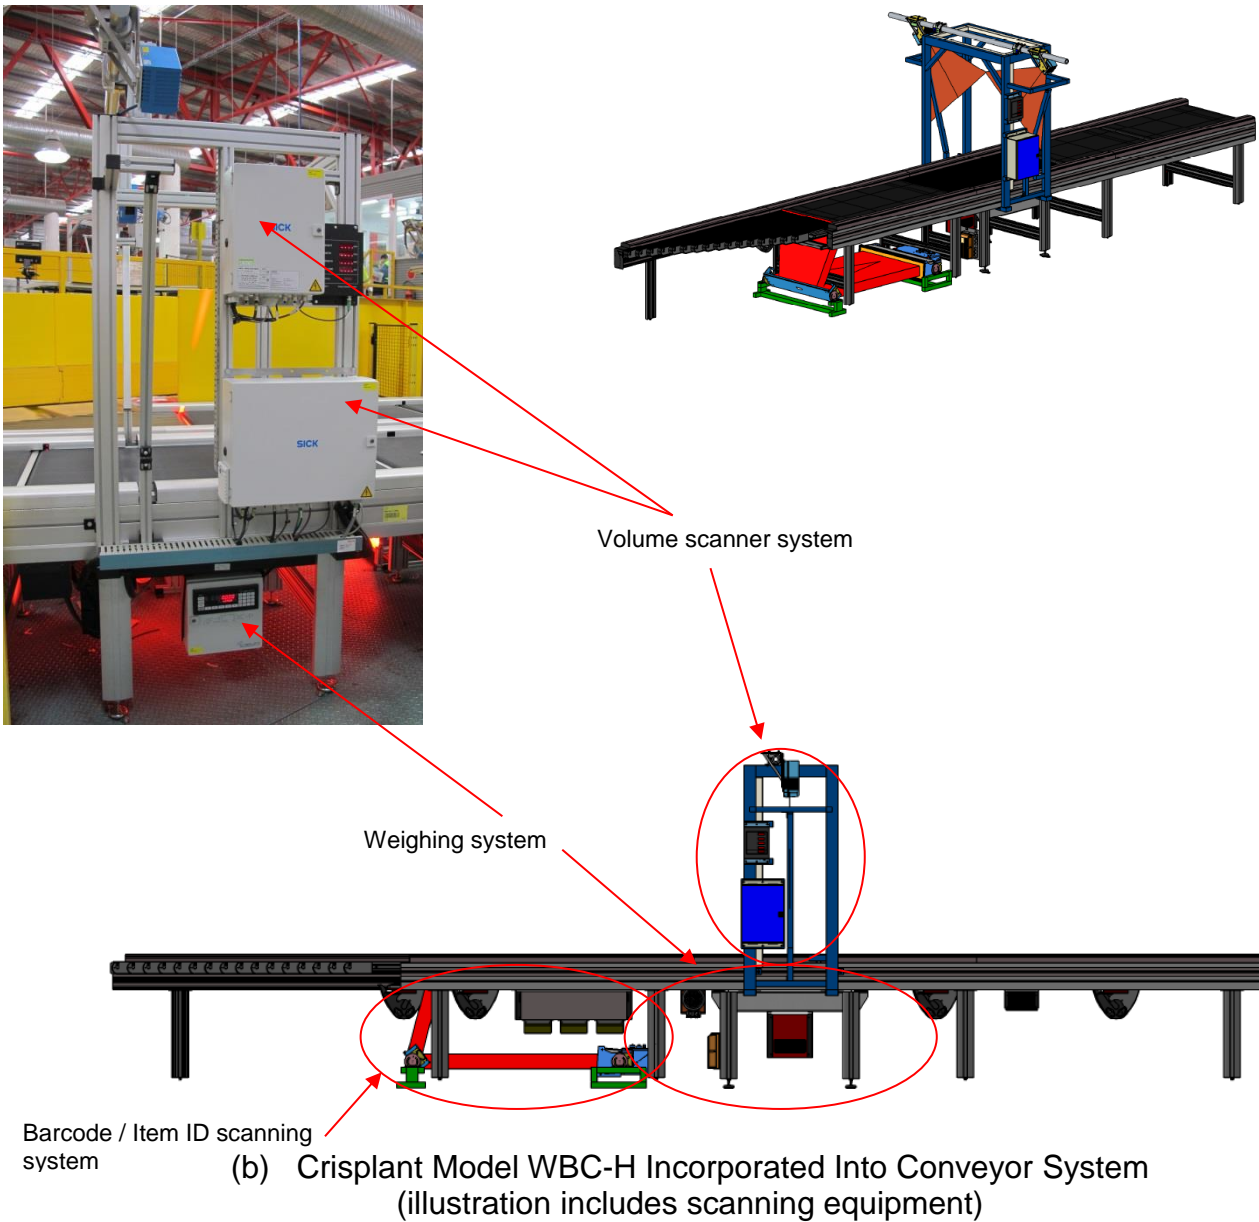 SICK
SICK
Volume scanner system
Weighing system
Barcode / Item ID scanning
system
(b) Crisplant Model WBC-H Incorporated Into Conveyor System
(illustration includes scanning equipment)